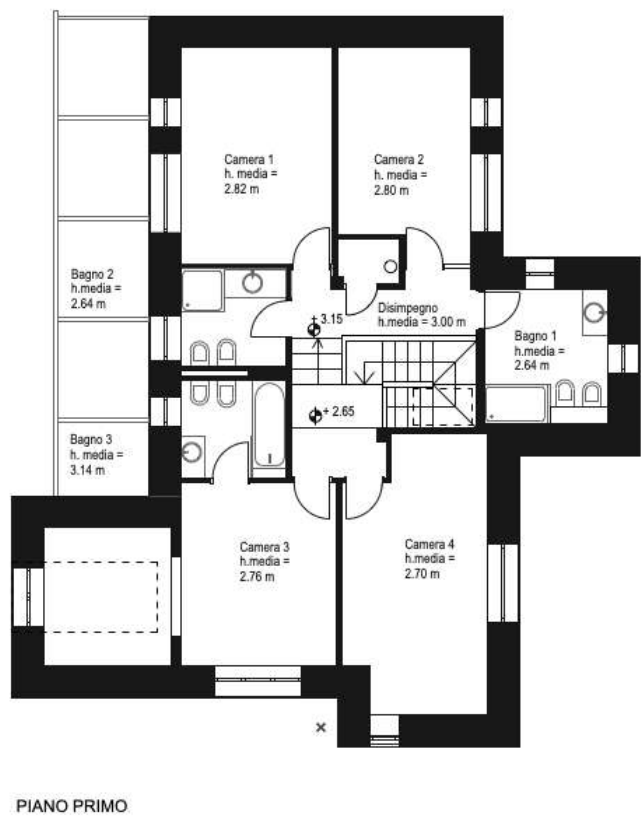 Camera 1
h. media =
2.82 m
Camera 2
h. media =
2.80 m
Bagno 2
h.media =
2.64 m
Disimpegno
h.media = 3.00 m
+ 3.15
Bagno 1
h.media =
2.64 m
+ 2.65
Bagno 3
h. media =
3.14 m
Camera 3
h.media =
2.76 m
Camera 4
h.media =
2.70 m
PIANO PRIMO